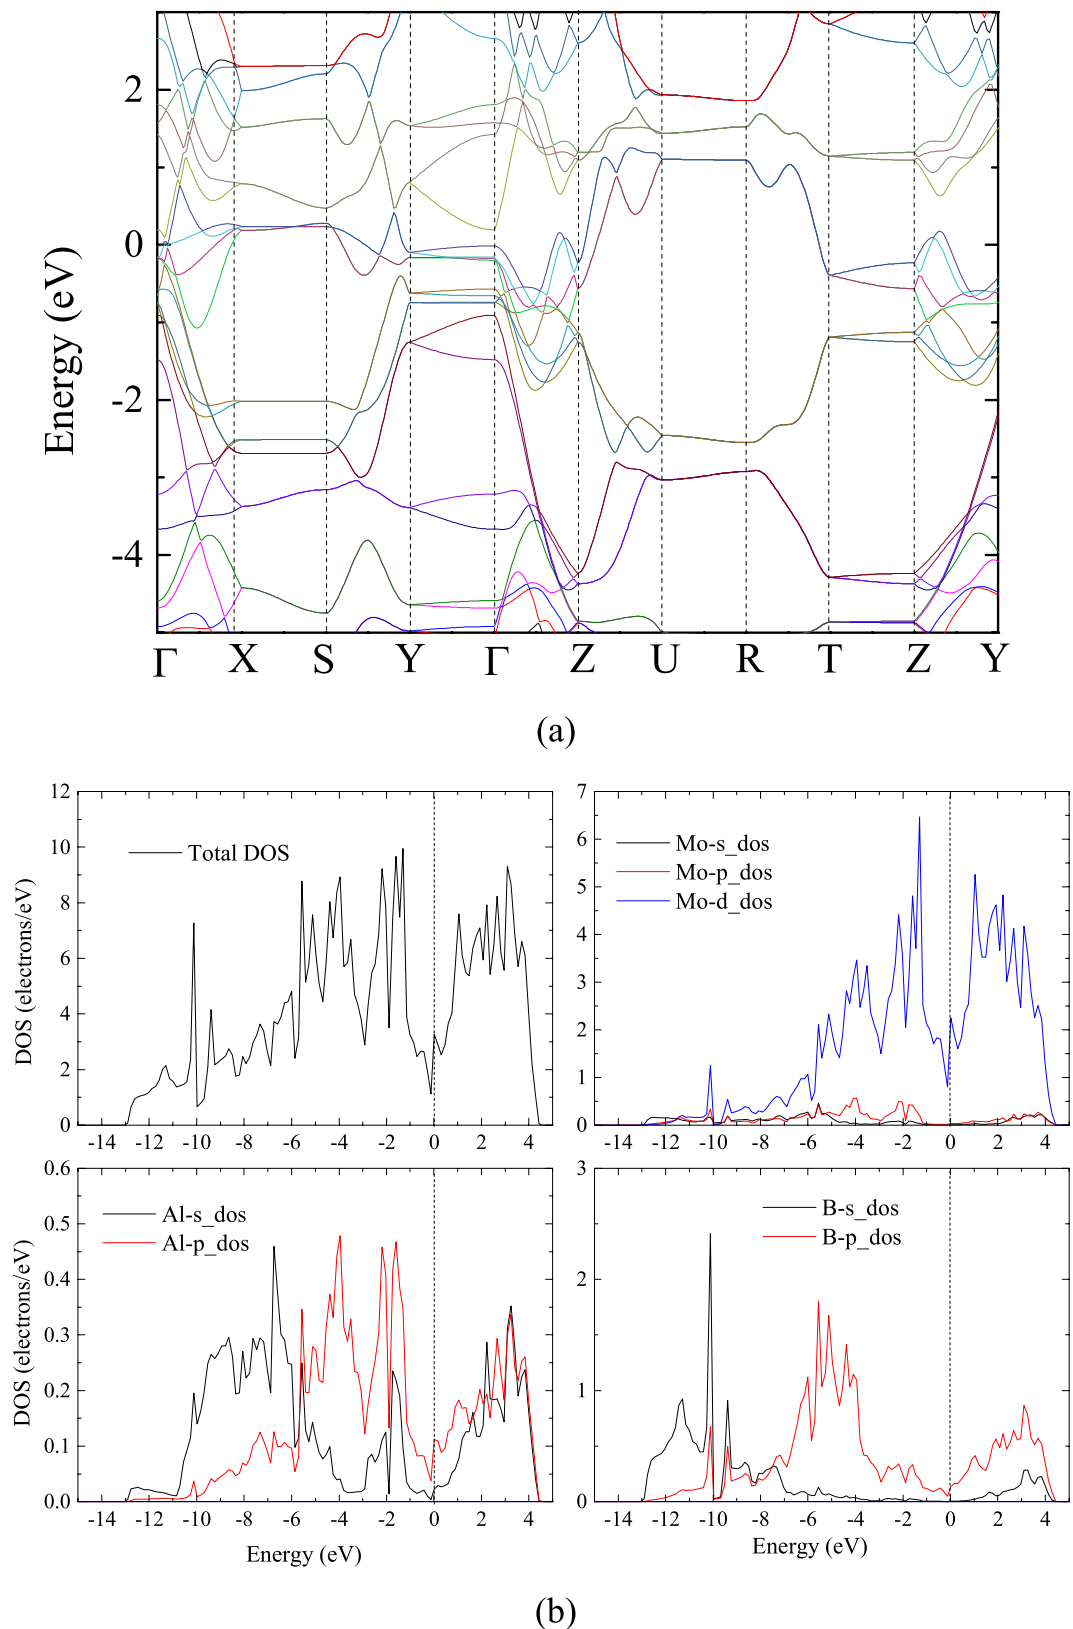 2
0
-2
-4
Energy (eV)
Γ X S Y Γ Z U R T Z Y
(a)
12
10
8
6
4
2
0
DOS (electrons/eV)
Total DOS
-14 -12 -10 -8 -6 -4 -2 0 2 4
7
6
5
4
3
2
1
0
Mo-s_dos
Mo-p_dos
Mo-d_dos
-14 -12 -10 -8 -6 -4 -2 0 2 4
0.6
0.5
0.4
0.3
0.2
0.1
0.0
DOS (electrons/eV)
Al-s_dos
Al-p_dos
-14 -12 -10 -8 -6 -4 -2 0 2 4
Energy (eV)
3
2
1
0
B-s_dos
B-p_dos
-14 -12 -10 -8 -6 -4 -2 0 2 4
Energy (eV)
(b)